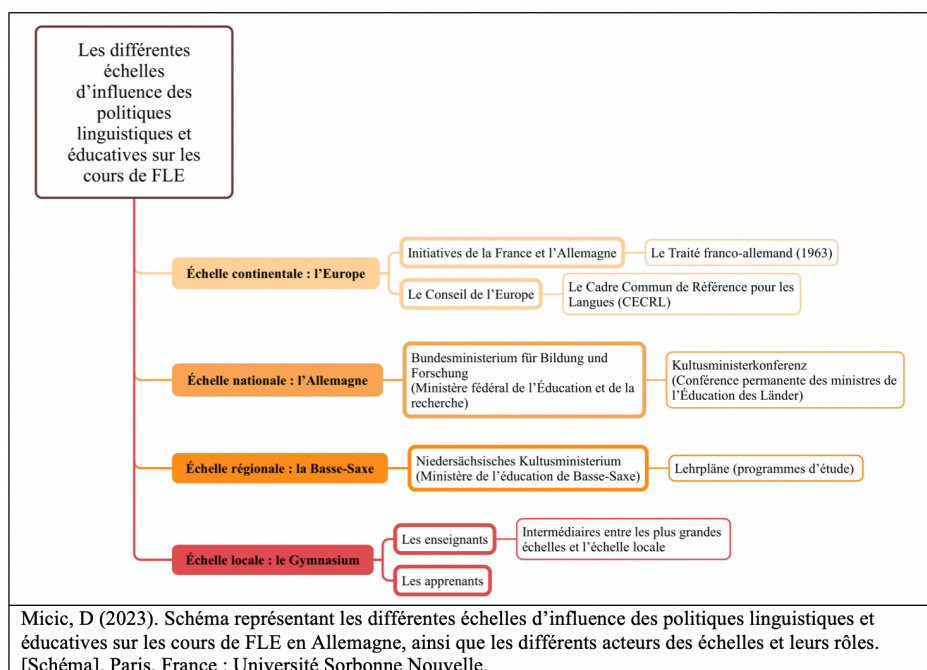 Les différentes
échelles
d’influence des
politiques
linguistiques et
éducatives sur les
cours de FLE
Échelle continentale : l’Europe
Initiatives de la France et l’Allemagne
Le Traité franco-allemand (1963)
Le Conseil de l’Europe
Le Cadre Commun de Référence pour les
Langues (CECRL)
Échelle nationale : l’Allemagne
Bundesministerium für Bildung und
Forschung
(Ministère fédéral de l’Éducation et de la
recherche)
Kultusministerkonferenz
(Conférence permanente des ministres de
l’Éducation des Länder)
Échelle régionale : la Basse-Saxe
Niedersächsisches Kultusministerium
(Ministère de l’éducation de Basse-Saxe)
Lehrpläne (programmes d’étude)
Échelle locale : le Gymnasium
Les enseignants
Intermédiaires entre les plus grandes
échelles et l’échelle locale
Les apprenants
Micic, D (2023). Schéma représentant les différentes échelles d’influence des politiques linguistiques et
éducatives sur les cours de FLE en Allemagne, ainsi que les différents acteurs des échelles et leurs rôles.
[Schéma]. Paris, France : Université Sorbonne Nouvelle.